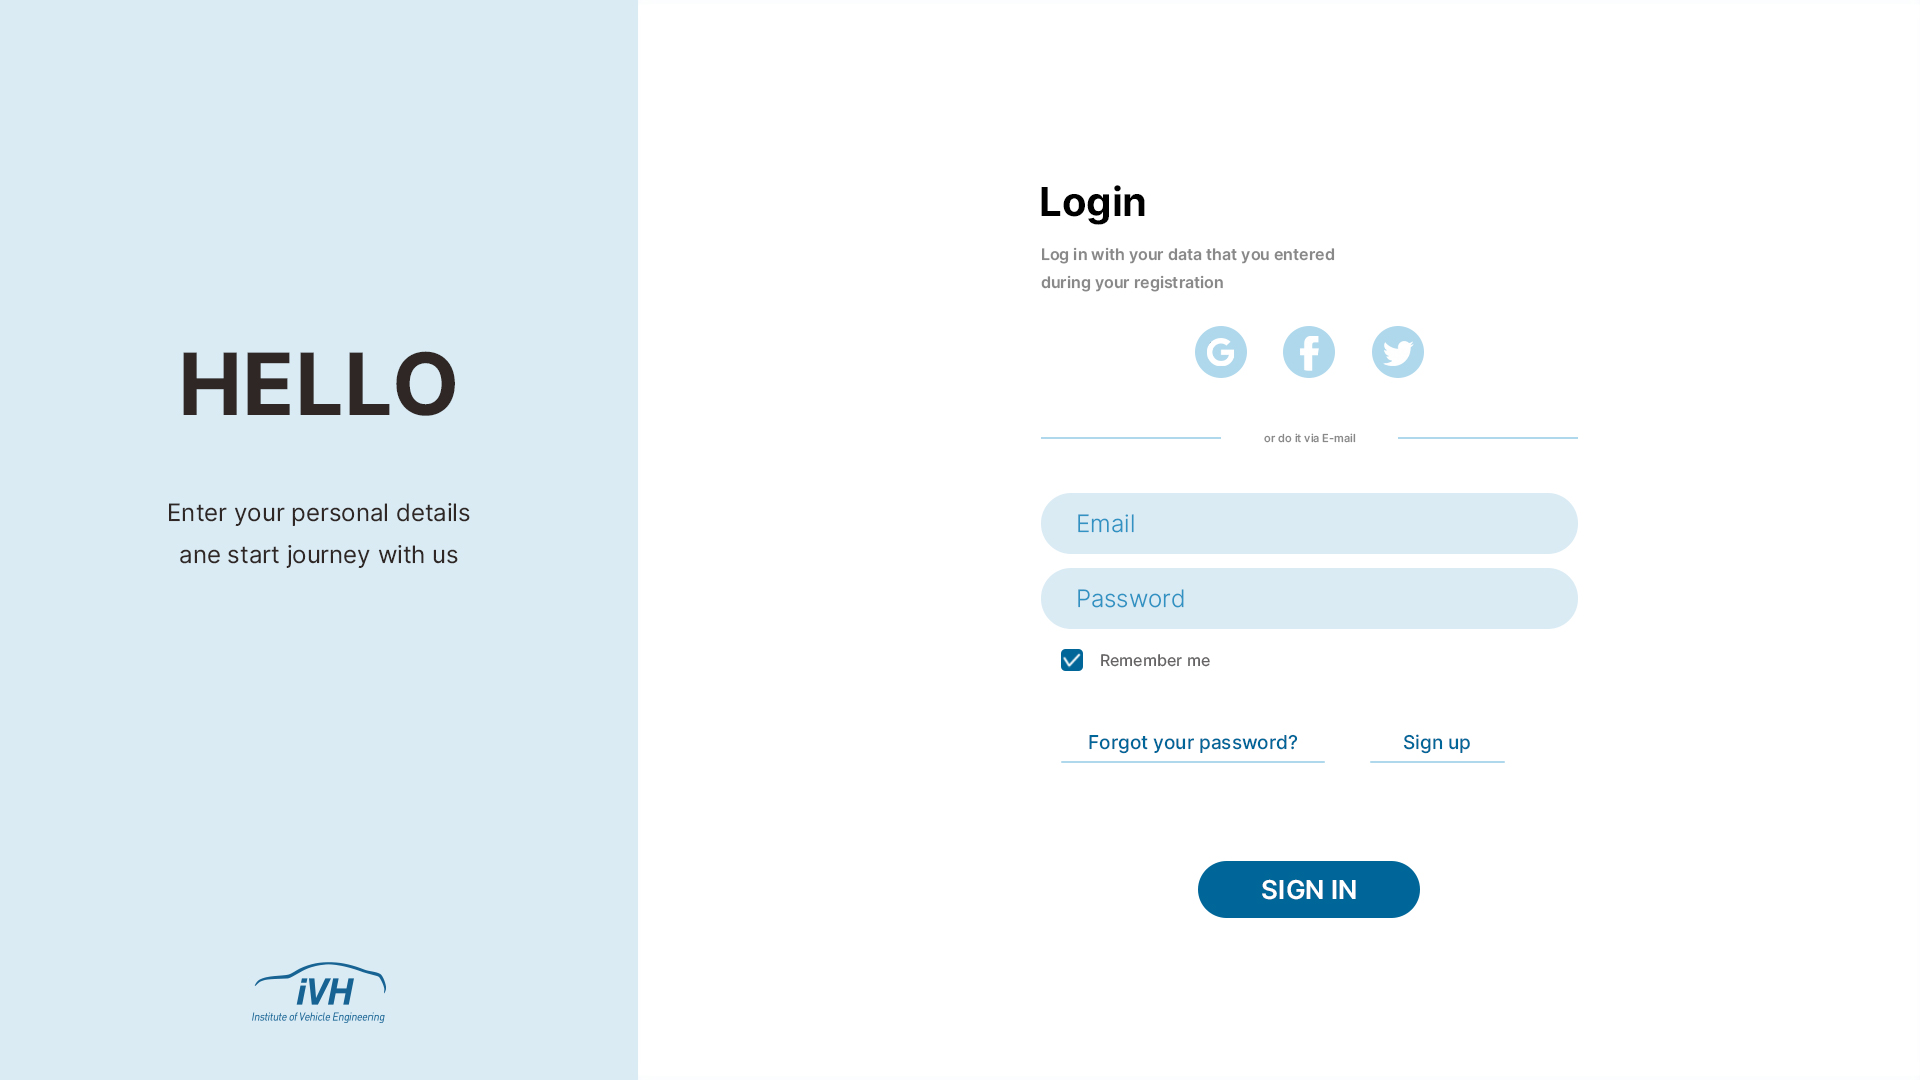 HELLO
Enter your personal details
ane start journey with us
iVH
Institute of Vehicle Engineering
Login
Log in with your data that you entered
during your registration
or do it via E-mail
Email
Password
Remember me
Forgot your password?
Sign up
SIGN IN